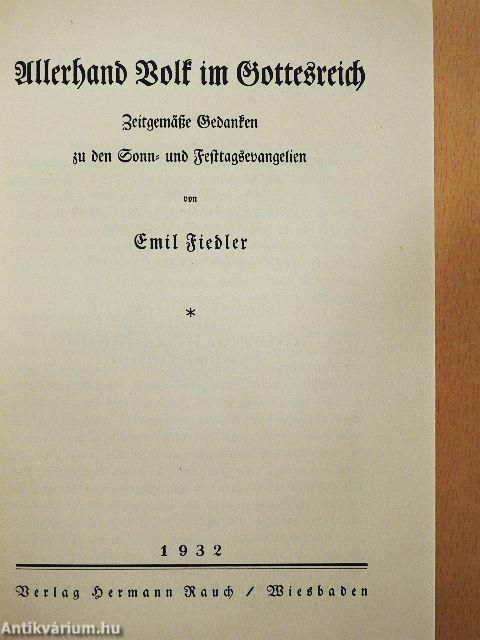 Allerhand Volk im Gottesreich
Zeitgemäße Gedanken
zu den Sonn- und Festtagsevangelien
von
Emil Fiedler
*
1932
Verlag Hermann Rauch / Wiesbaden
Antikvárium.hu